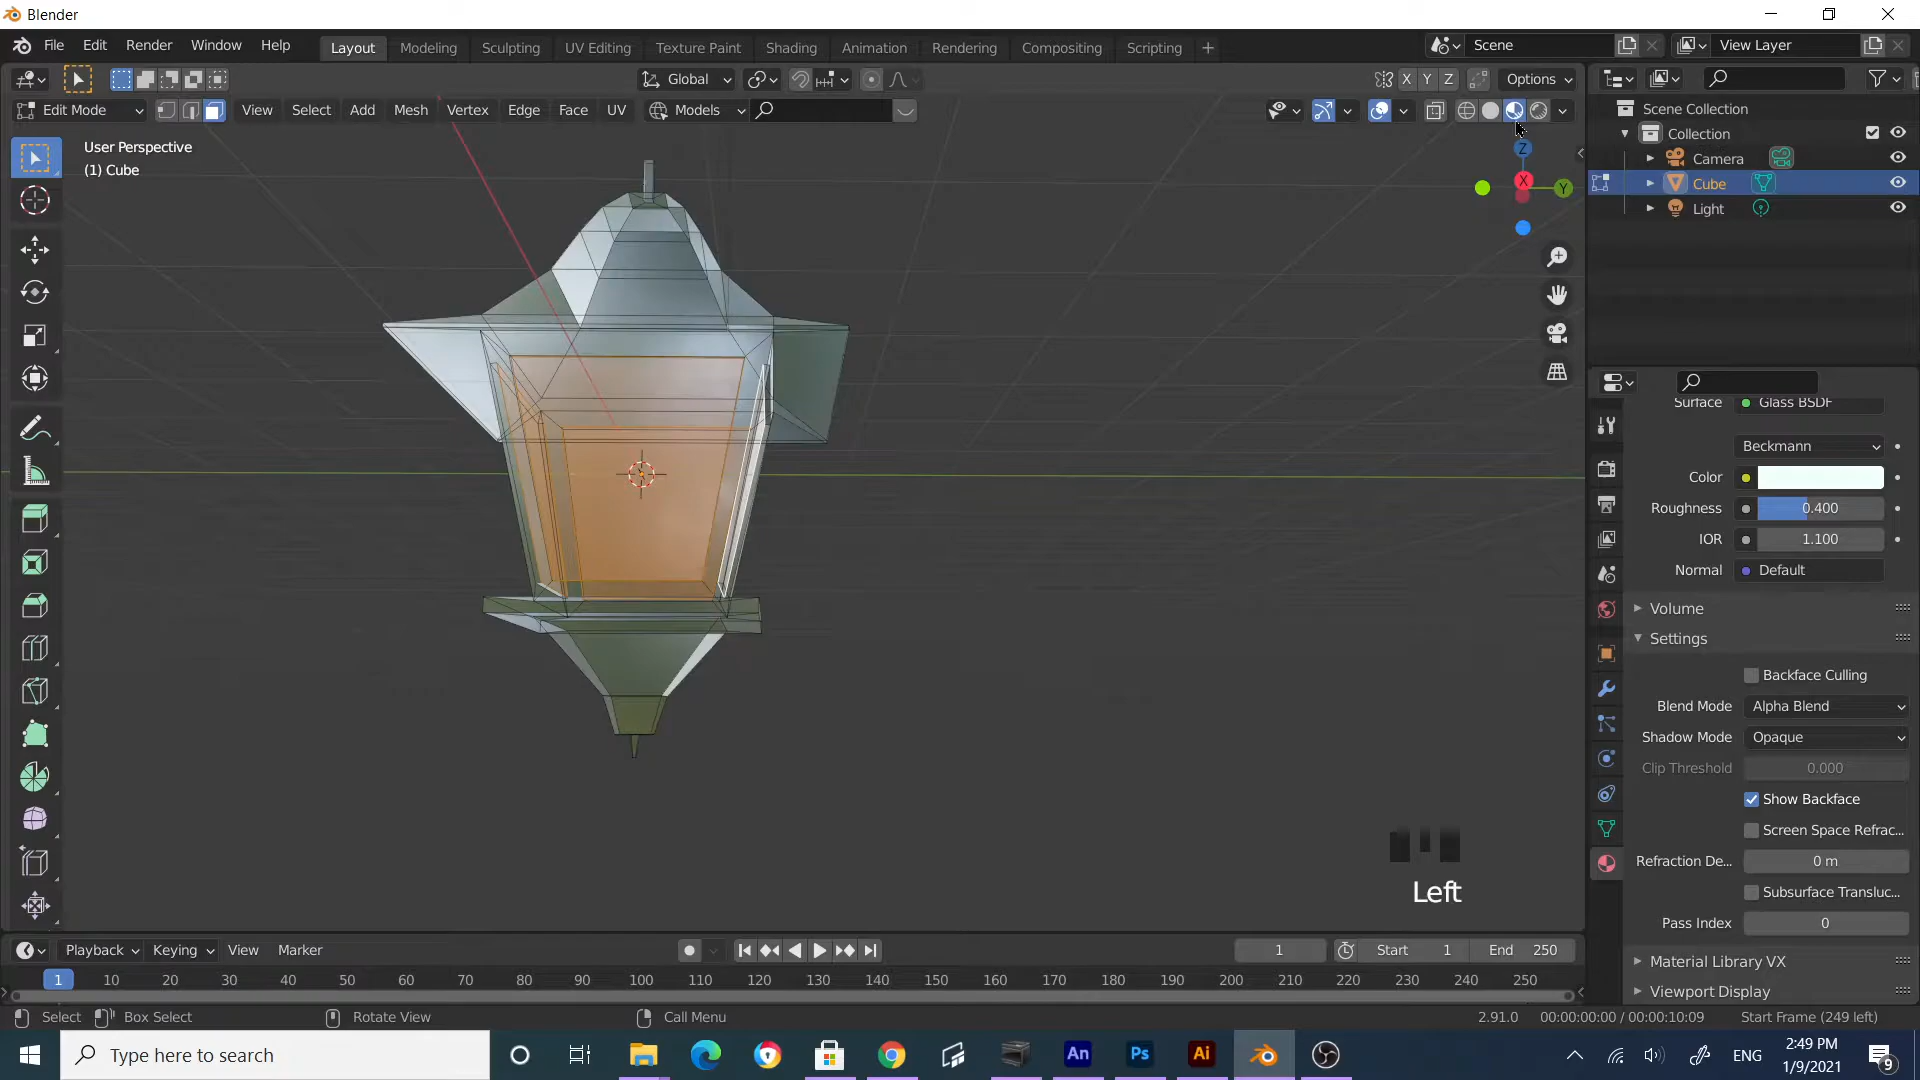 Blender
File Edit Render Window Help Layout Modeling Sculpting UV Editing Texture Paint Shading Animation Rendering Compositing Scripting + Scene View Layer
Global X Y Z Options
Edit Mode View Select Add Mesh Vertex Edge Face UV Models
User Perspective
(1) Cube
Z
X
Y
Scene Collection
Collection
Camera
Cube
Light
Surface Glass BSDF
Beckmann
Color
Roughness 0.400
IOR 1.100
Normal Default
Volume
Settings
Backface Culling
Blend Mode Alpha Blend
Shadow Mode Opaque
Clip Threshold 0.000
Show Backface
Screen Space Refrac...
Refraction De... 0 m
Subsurface Transluc...
Pass Index 0
Material Library VX
Viewport Display
Left
Playback Keying View Marker 1 Start 1 End 250
1 10 20 30 40 50 60 70 80 90 100 110 120 130 140 150 160 170 180 190 200 210 220 230 240 250
Select Box Select Rotate View Call Menu 2.91.0 00:00:00:00 / 00:00:10:09 Start Frame (249 left)
Type here to search An Ps Ai ENG 2:49 PM
1/9/2021
9